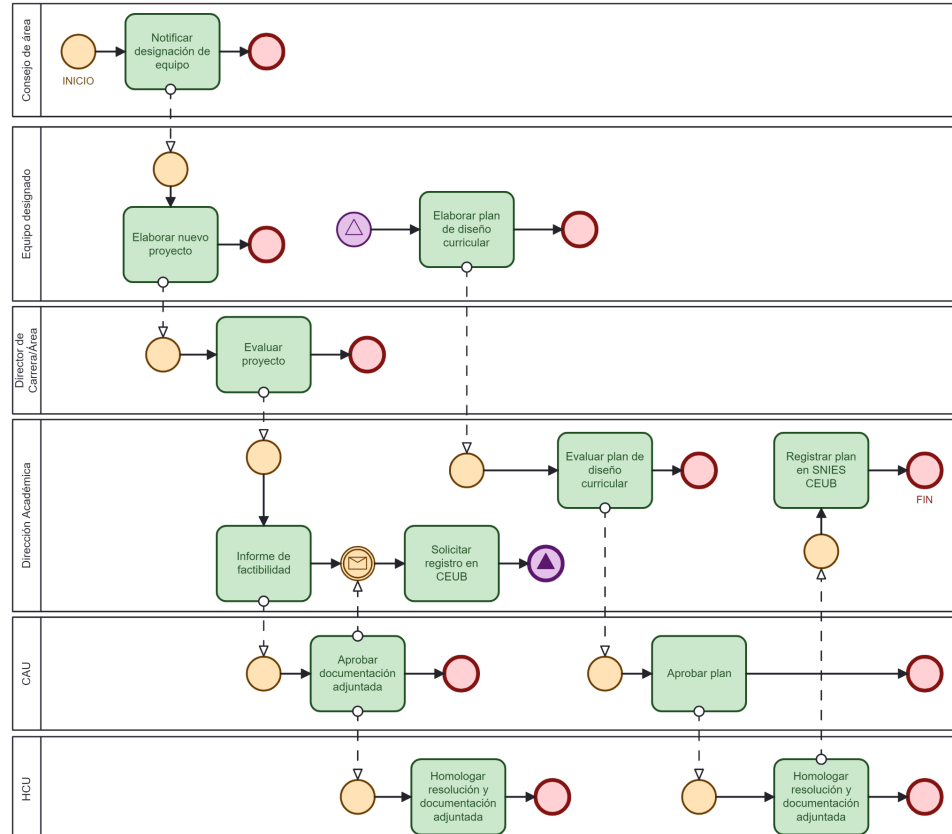 Consejo de área
Notificar
designación de
equipo
INICIO
Equipo designado
Elaborar nuevo
proyecto
Elaborar plan
de diseño
curricular
Director de
Carrera/Área
Evaluar
proyecto
Dirección Académica
Informe de
factibilidad
Solicitar
registro en
CEUB
Evaluar plan de
diseño
curricular
Registrar plan
en SNIES
CEUB
FIN
CAU
Aprobar
documentación
adjuntada
Aprobar plan
HCU
Homologar
resolución y
documentación
adjuntada
Homologar
resolución y
documentación
adjuntada